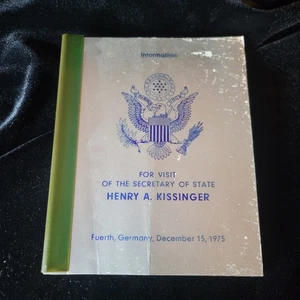 Information
FOR VISIT
OF THE SECRETARY OF STATE
HENRY A. KISSINGER
Fuerth, Germany, December 15, 1975